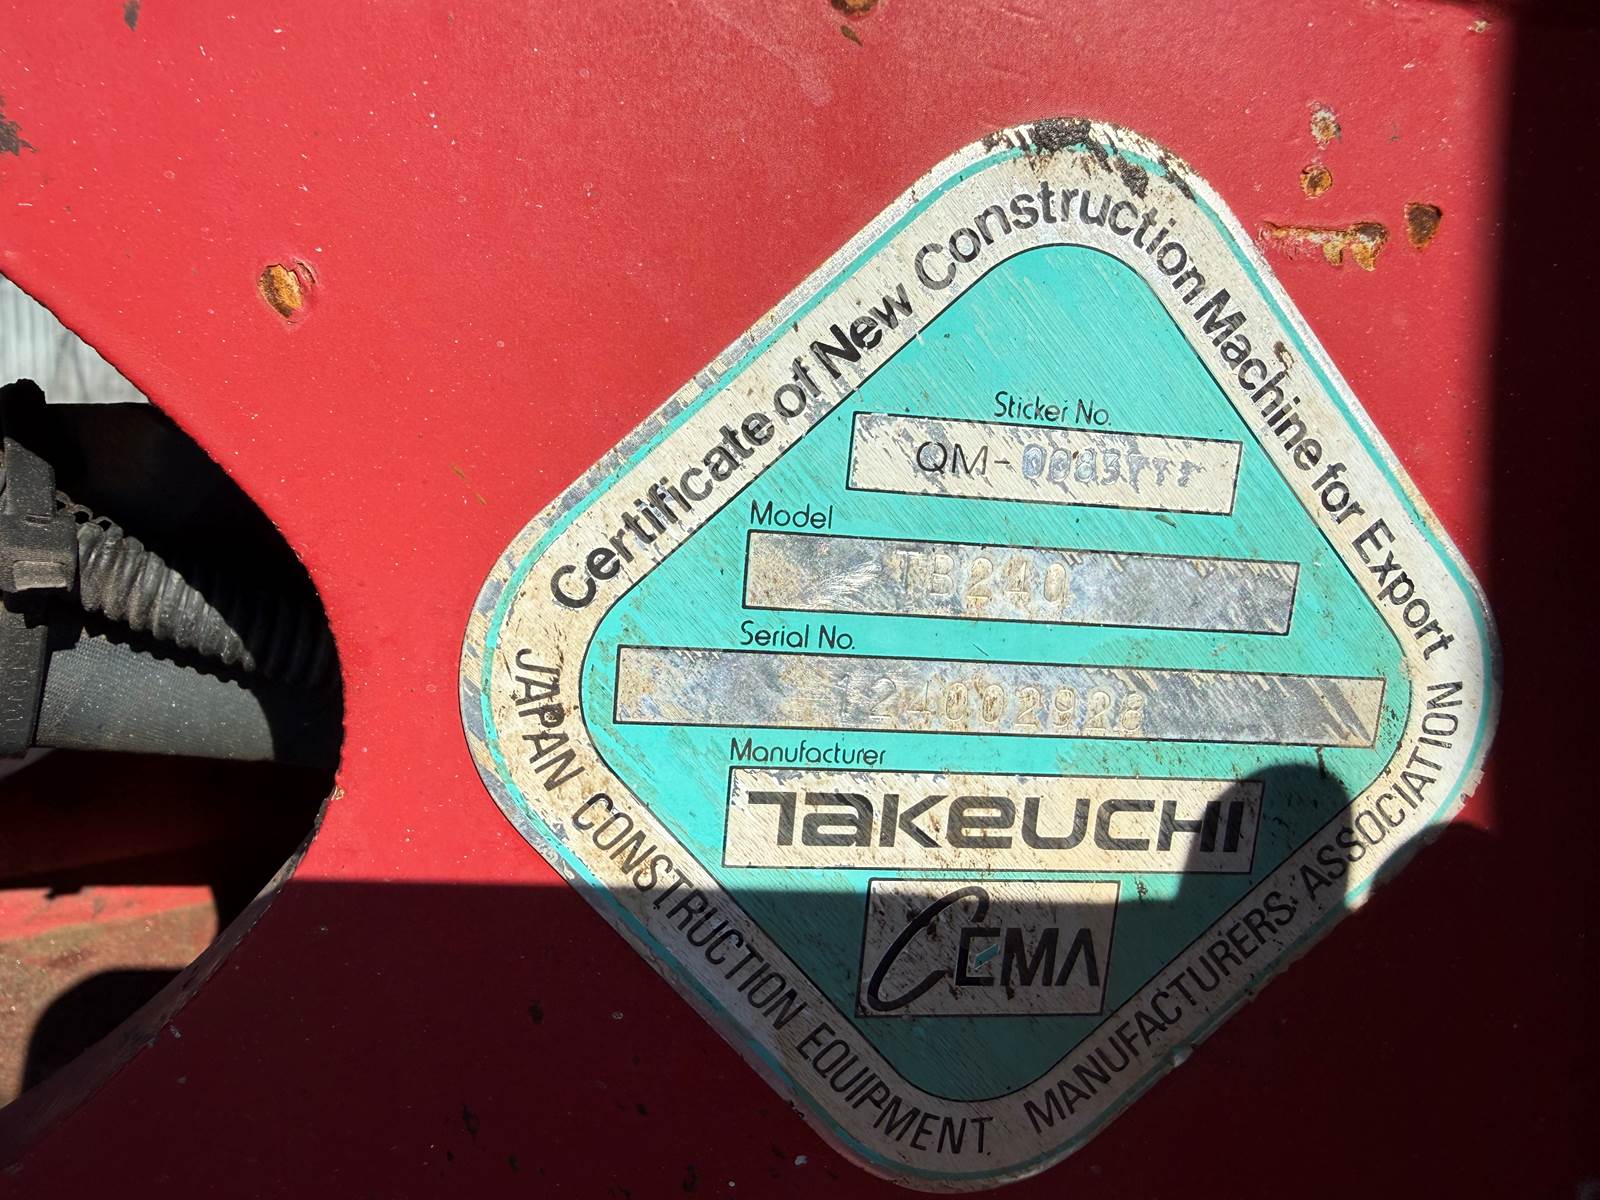 Certificate of New Construction Machine for Export
Sticker No.
QM-
Model
TB240
Serial No.
124002928
Manufacturer
TAKEUCHI
CEMA
JAPAN CONSTRUCTION EQUIPMENT MANUFACTURERS ASSOCIATION